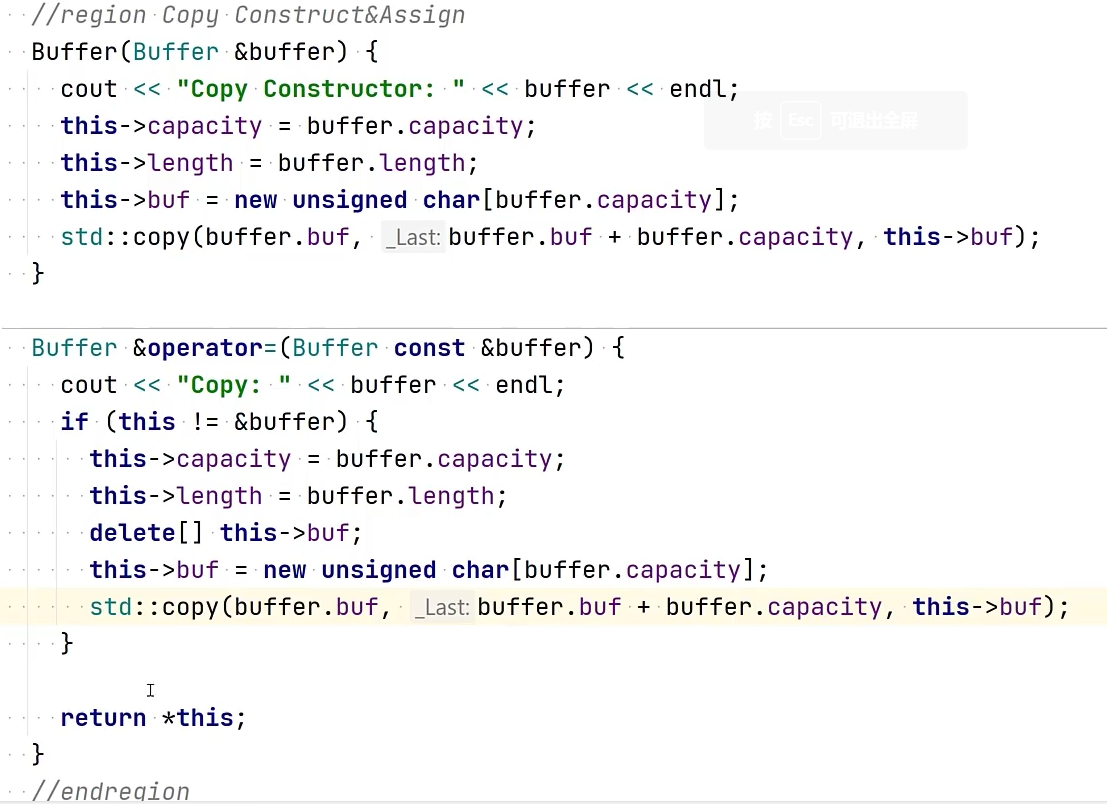 //region Copy Construct&Assign
Buffer(Buffer &buffer) {
cout << "Copy Constructor: " << buffer << endl;
按 Esc 可退出全屏
this->capacity = buffer.capacity;
this->length = buffer.length;
this->buf = new unsigned char[buffer.capacity];
std::copy(buffer.buf, _Last: buffer.buf + buffer.capacity, this->buf);
}
Buffer &operator=(Buffer const &buffer) {
cout << "Copy: " << buffer << endl;
if (this != &buffer) {
this->capacity = buffer.capacity;
this->length = buffer.length;
delete[] this->buf;
this->buf = new unsigned char[buffer.capacity];
std::copy(buffer.buf, _Last: buffer.buf + buffer.capacity, this->buf);
}
return *this;
}
//endregion